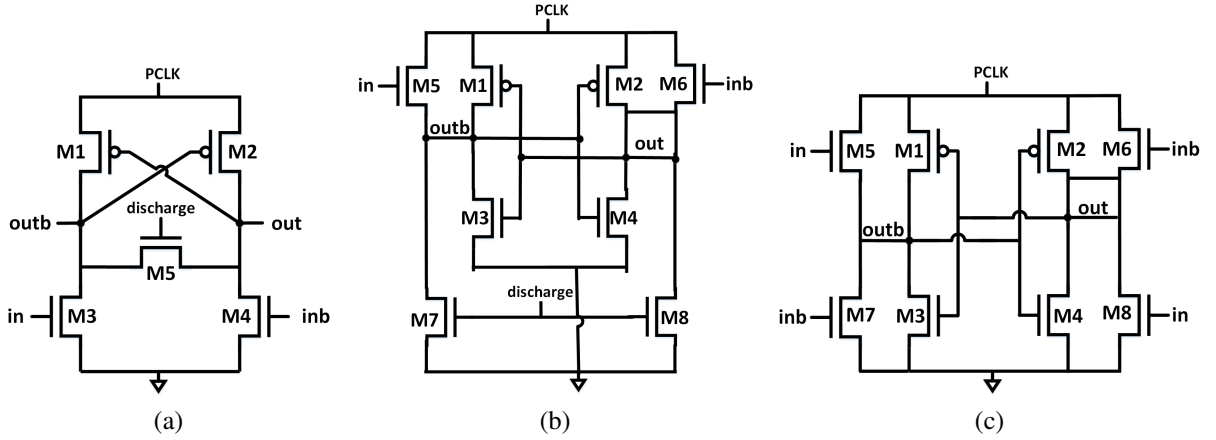 PCLK
M1
M2
outb
discharge
out
M5
in
M3
M4
inb
(a)
PCLK
in
M5
M1
M2
M6
inb
outb
out
M3
M4
discharge
M7
M8
(b)
PCLK
in
M5
M1
M2
M6
inb
out
outb
inb
M7
M3
M4
M8
in
(c)